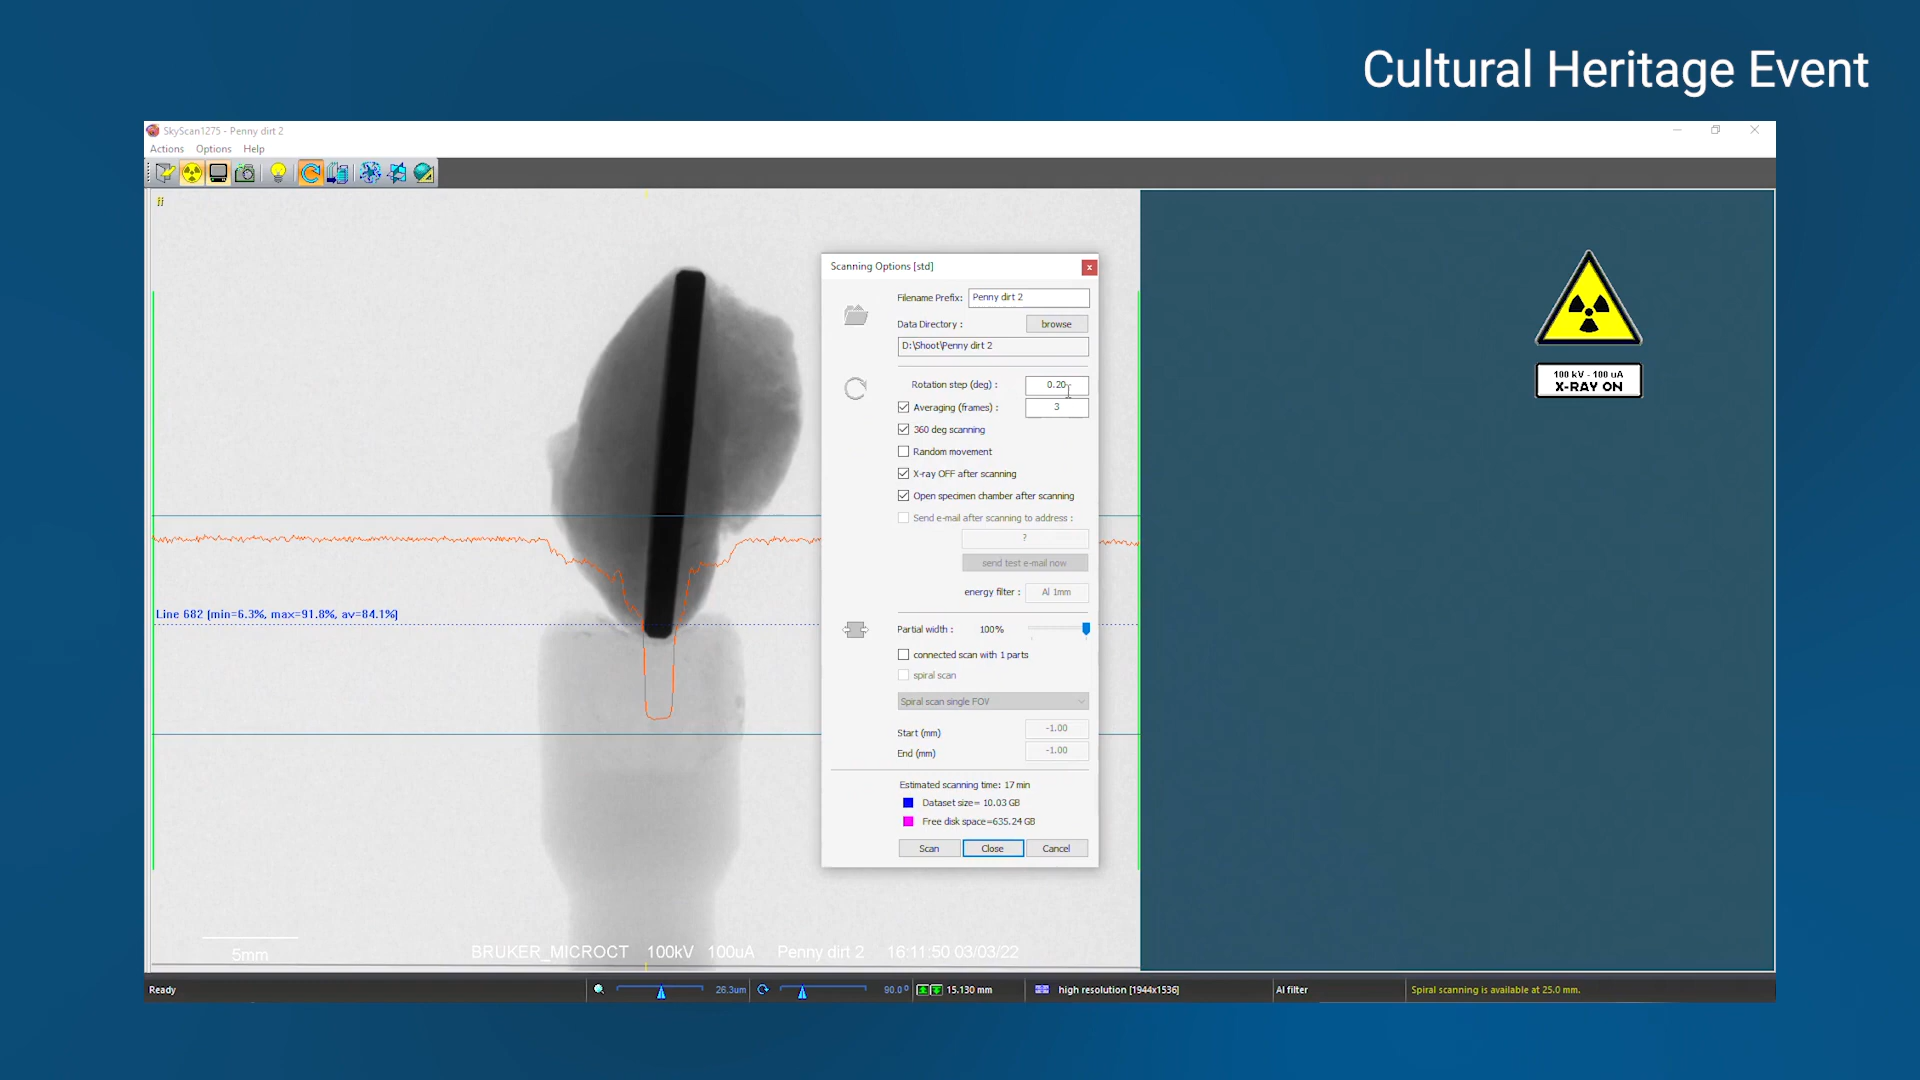 Cultural Heritage Event
SkyScan1275 - Penny dirt 2
Actions Options Help
ff
X-RAY ON
100 kV - 100 uA
Scanning Options [std]
Filename Prefix: Penny dirt 2
Data Directory : browse
D:\Shoot\Penny dirt 2
Rotation step (deg) : 0.20
Averaging (frames) : 3
360 deg scanning
Random movement
X-ray OFF after scanning
Open specimen chamber after scanning
Send e-mail after scanning to address :
?
send test e-mail now
energy filter : Al 1mm
Line 682 [min=6.3%, max=91.8%, av=84.1%]
Partial width : 100%
connected scan with 1 parts
spiral scan
Spiral scan single FOV
Start (mm) -1.00
End (mm) -1.00
Estimated scanning time: 17 min
Dataset size= 10.03 GB
Free disk space=635.24 GB
Scan Close Cancel
5mm BRUKER_MICROCT 100kV 100uA Penny dirt 2 16:11:50 03/03/22
Ready 26.3um 90.0° 15.130 mm high resolution [1944x1536] Al filter Spiral scanning is available at 25.0 mm.